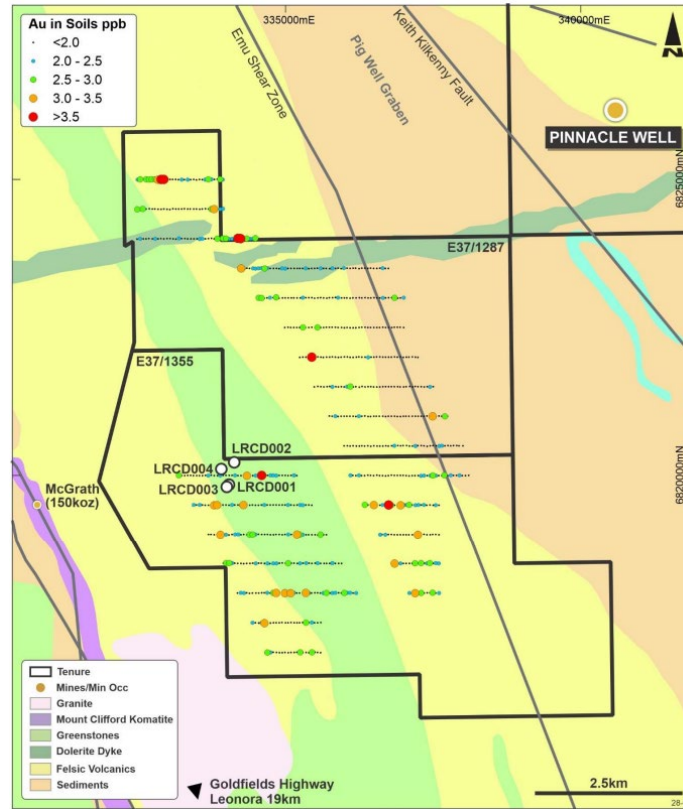 Au in Soils ppb
<2.0
2.0 - 2.5
2.5 - 3.0
3.0 - 3.5
>3.5
335000mE
340000mE
N
Emu Shear Zone
Pig Well Graben
Keith Kilkenny Fault
PINNACLE WELL
6825000mN
E37/1287
E37/1355
LRCD002
LRCD004
LRCD001
LRCD003
McGrath
(150koz)
6820000mN
Tenure
Mines/Min Occ
Granite
Mount Clifford Komatite
Greenstones
Dolerite Dyke
Felsic Volcanics
Sediments
Goldfields Highway
Leonora 19km
2.5km